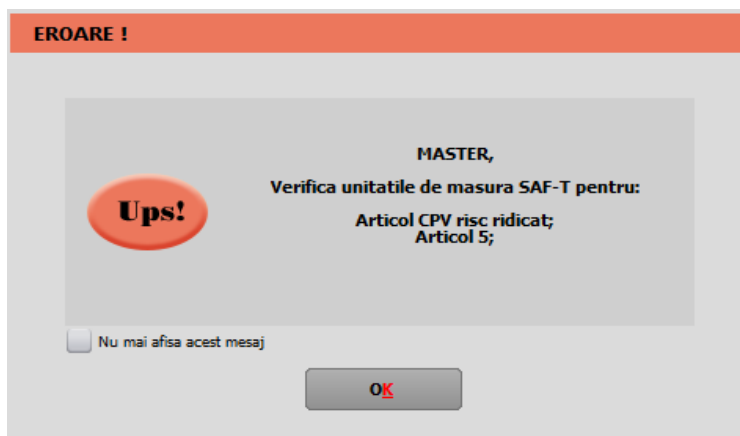 EROARE !
MASTER,
Verifica unitatile de masura SAF-T pentru:
Ups!
Articol CPV risc ridicat;
Articol 5;
Nu mai afisa acest mesaj
OK